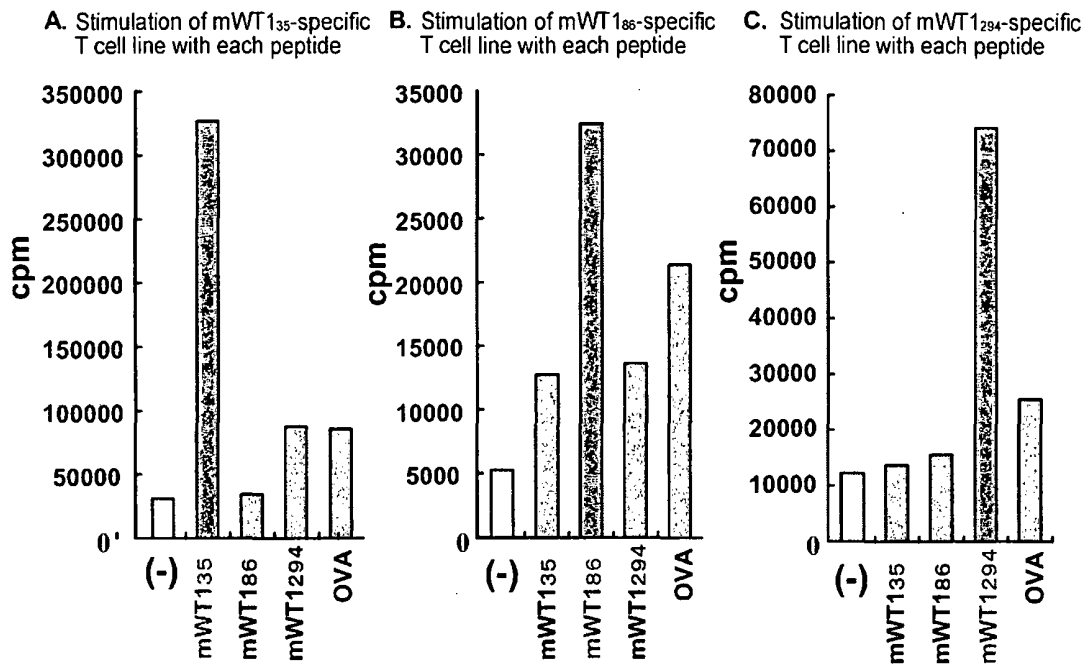 A. Stimulation of mWT135-specific
T cell line with each peptide
B. Stimulation of mWT186-specific
T cell line with each peptide
C. Stimulation of mWT1294-specific
T cell line with each peptide
350000
300000
250000
200000
150000
100000
50000
0'
cpm
(-)
mWT135
mWT186
mWT1294
OVA
35000
30000
25000
20000
15000
10000
5000
0
cpm
(-)
mWT135
mWT186
mWT1294
OVA
80000
70000
60000
50000
40000
30000
20000
10000
0
cpm
(-)
mWT135
mWT186
mWT1294
OVA